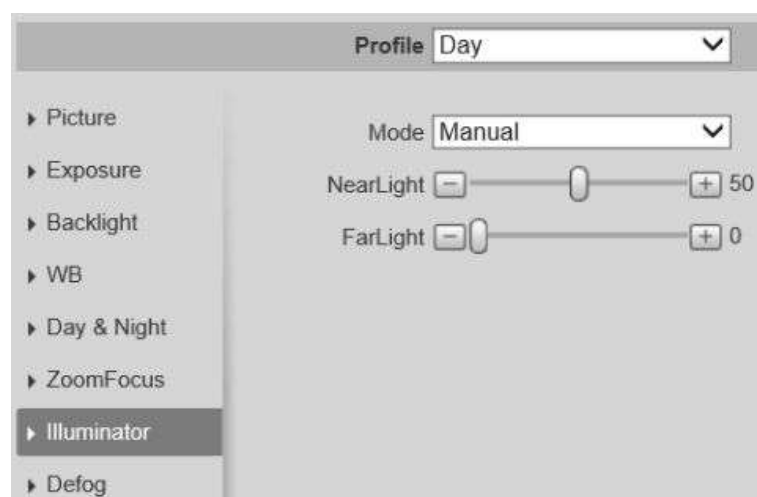 Profile Day
Picture
Exposure
Backlight
WB
Day & Night
ZoomFocus
Illuminator
Defog
Mode Manual
NearLight - + 50
FarLight - + 0